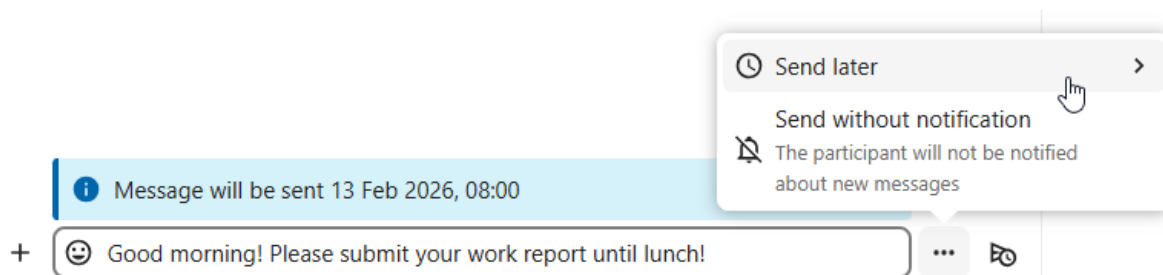 Send later
Send without notification
The participant will not be notified
about new messages
Message will be sent 13 Feb 2026, 08:00
Good morning! Please submit your work report until lunch!